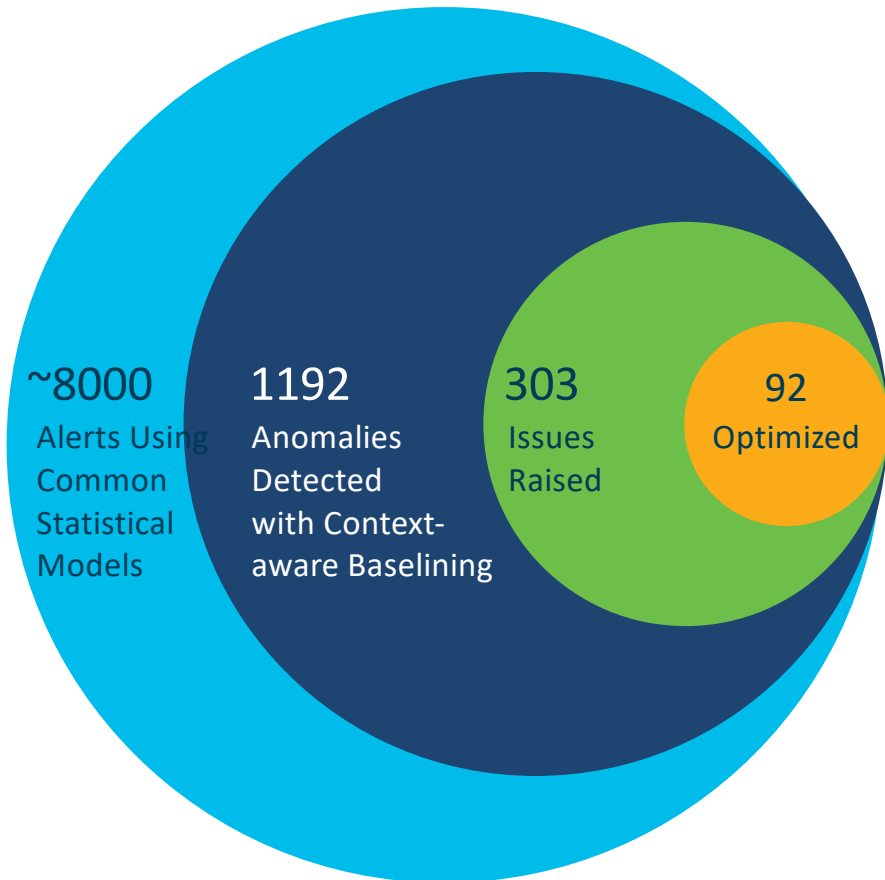 ~8000
Alerts Using
Common
Statistical
Models
1192
Anomalies
Detected
with Context-
aware Baselining
303
Issues
Raised
92
Optimized